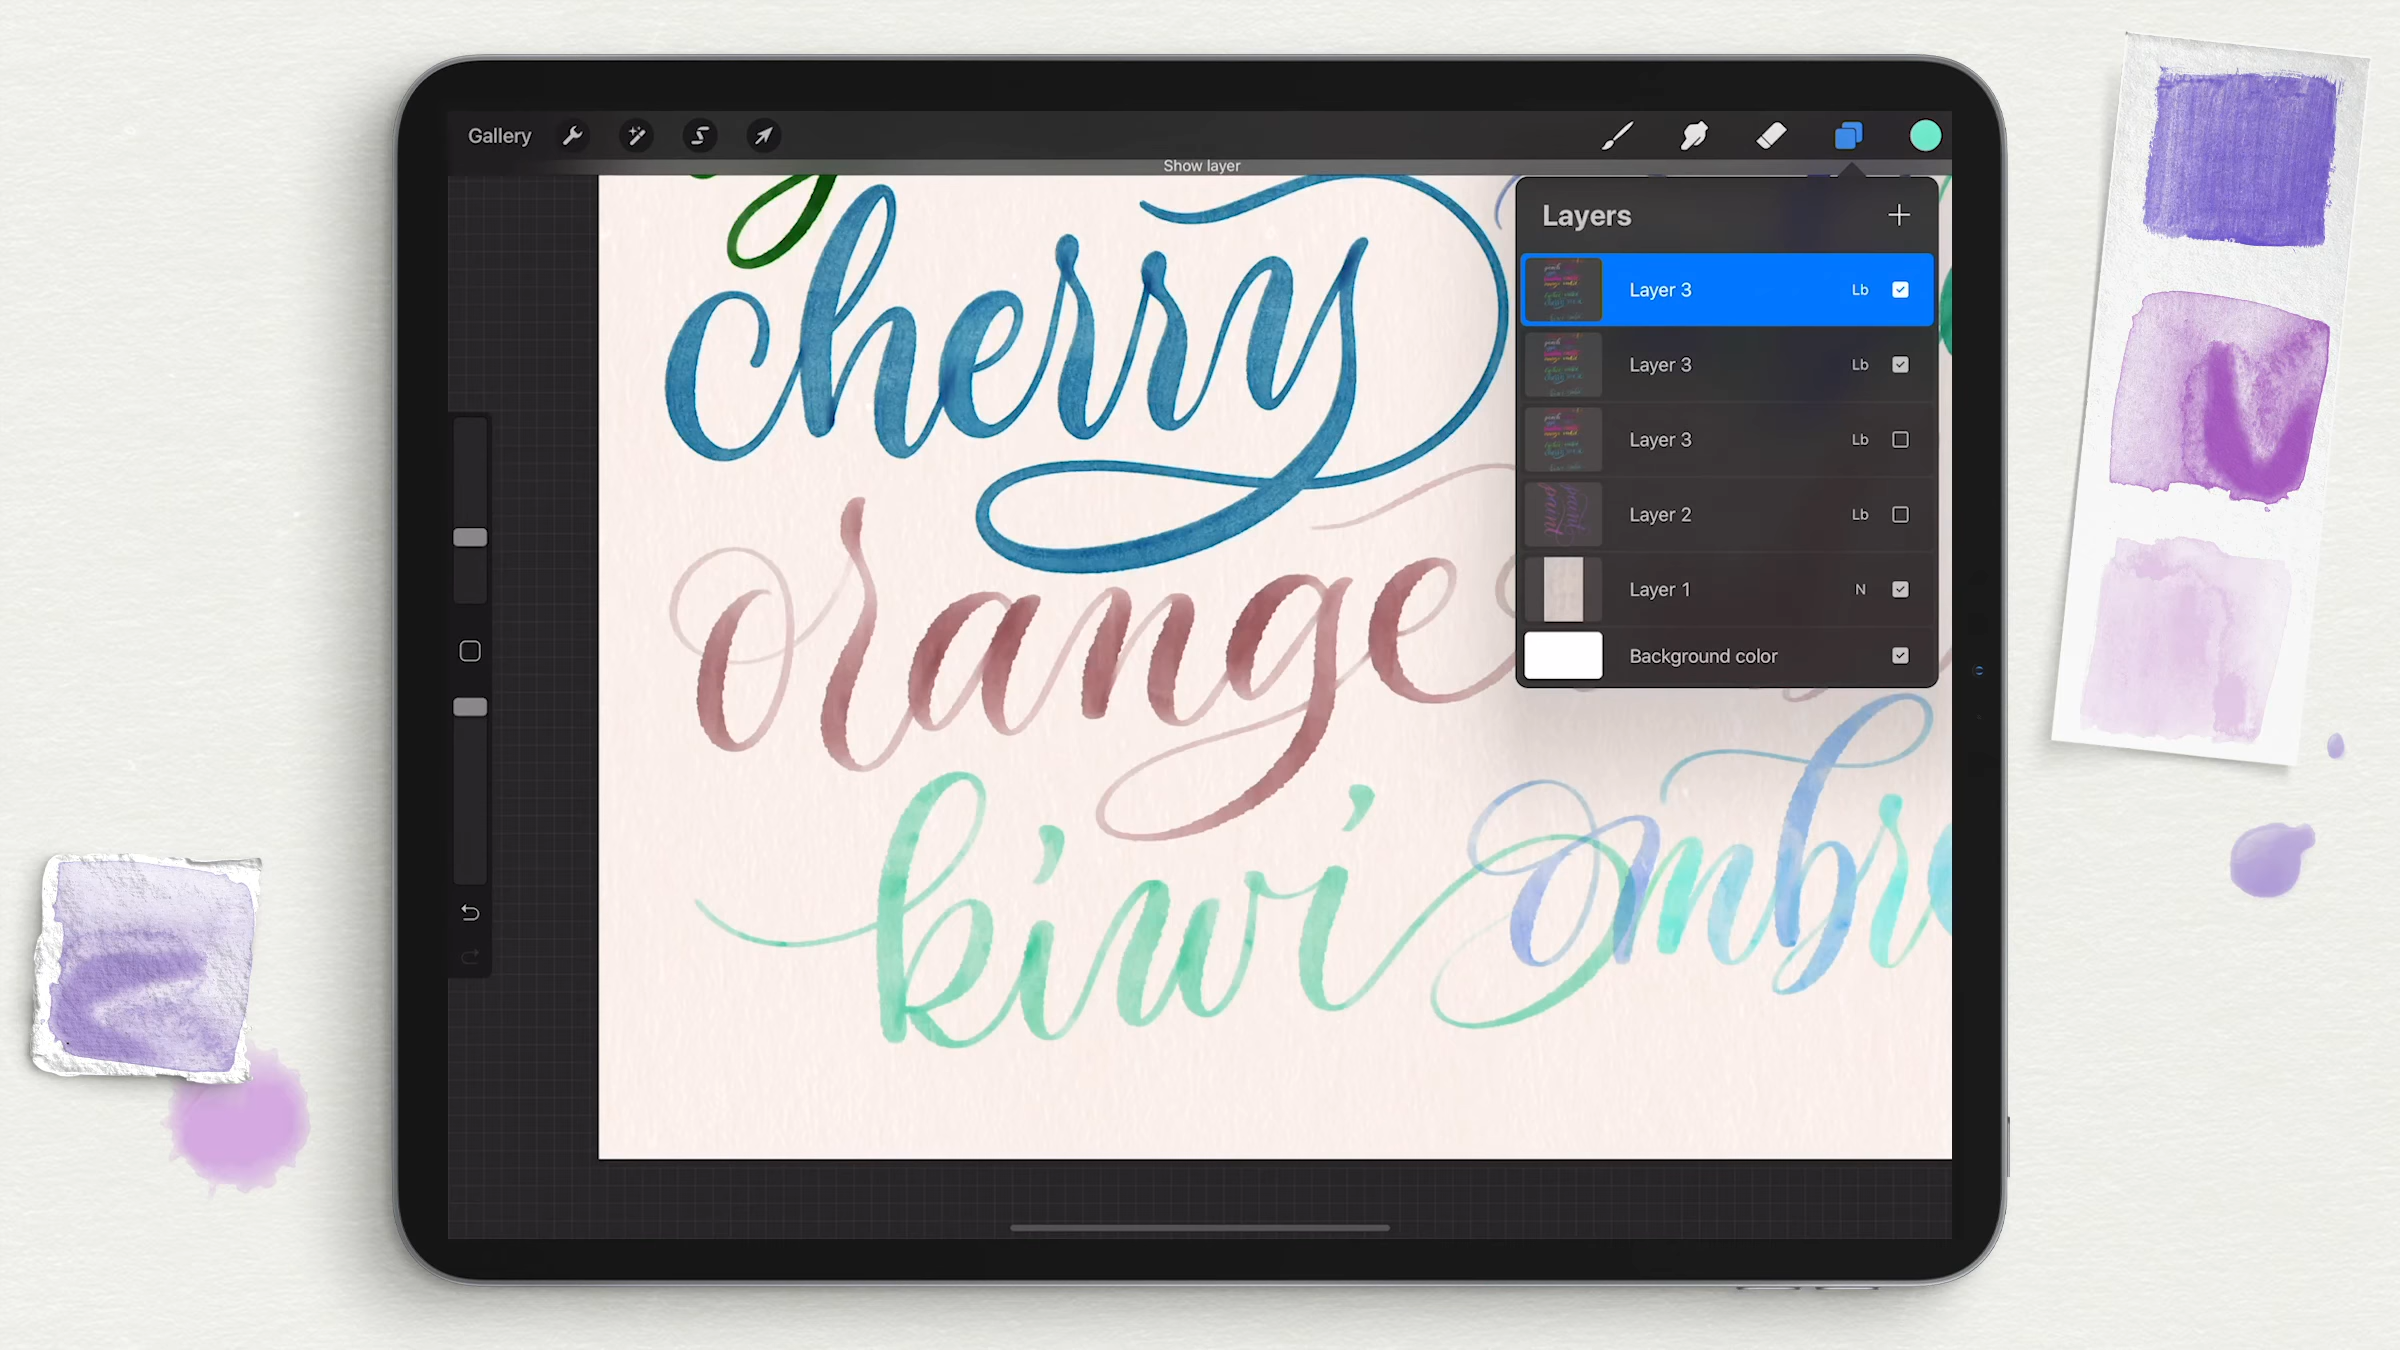 Gallery
Show layer
Layers
Layer 3 Lb
Layer 3 Lb
Layer 3 Lb
Layer 2 Lb
Layer 1 N
Background color
cherry
orange
kiwi
ombre